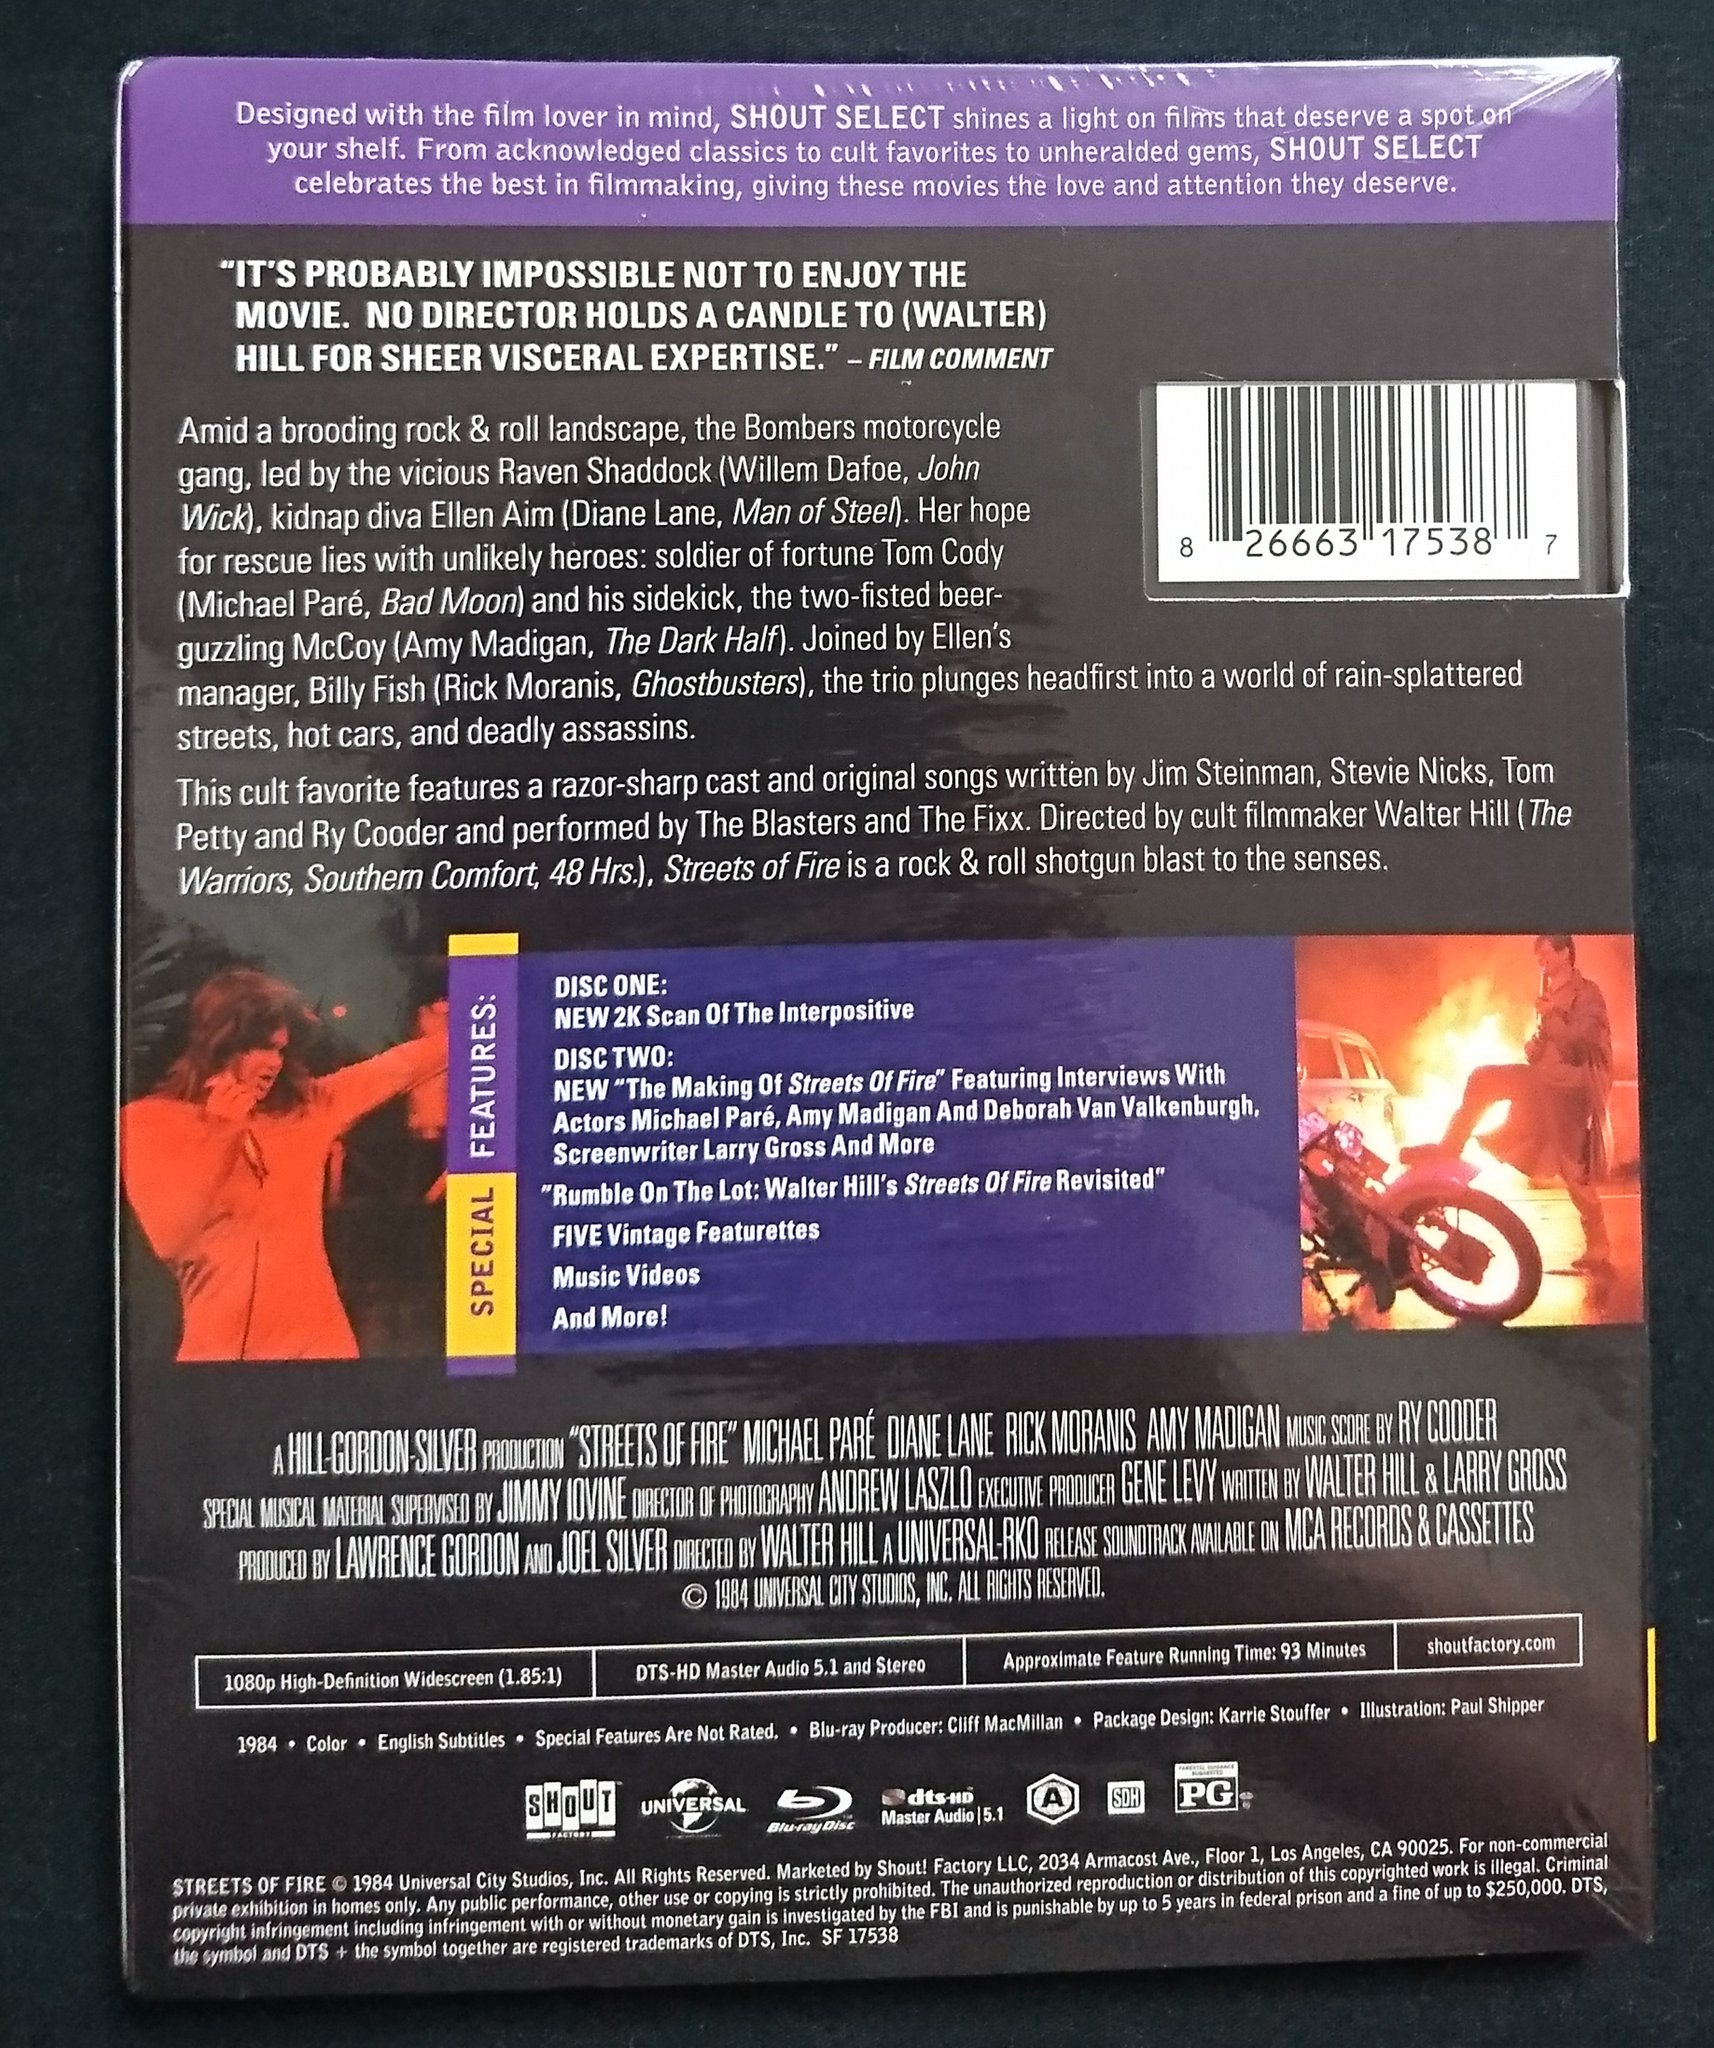 Designed with the film lover in mind, SHOUT SELECT shines a light on films that deserve a spot on
your shelf. From acknowledged classics to cult favorites to unheralded gems, SHOUT SELECT
celebrates the best in filmmaking, giving these movies the love and attention they deserve.
"IT'S PROBABLY IMPOSSIBLE NOT TO ENJOY THE
MOVIE. NO DIRECTOR HOLDS A CANDLE TO (WALTER)
HILL FOR SHEER VISCERAL EXPERTISE." – FILM COMMENT
Amid a brooding rock & roll landscape, the Bombers motorcycle
gang, led by the vicious Raven Shaddock (Willem Dafoe, John
Wick), kidnap diva Ellen Aim (Diane Lane, Man of Steel). Her hope
for rescue lies with unlikely heroes: soldier of fortune Tom Cody
(Michael Paré, Bad Moon) and his sidekick, the two-fisted beer-
guzzling McCoy (Amy Madigan, The Dark Half). Joined by Ellen's
manager, Billy Fish (Rick Moranis, Ghostbusters), the trio plunges headfirst into a world of rain-splattered
streets, hot cars, and deadly assassins.
8 26663 17538 7
This cult favorite features a razor-sharp cast and original songs written by Jim Steinman, Stevie Nicks, Tom
Petty and Ry Cooder and performed by The Blasters and The Fixx. Directed by cult filmmaker Walter Hill (The
Warriors, Southern Comfort, 48 Hrs.), Streets of Fire is a rock & roll shotgun blast to the senses.
SPECIAL FEATURES:
DISC ONE:
NEW 2K Scan Of The Interpositive
DISC TWO:
NEW "The Making Of Streets Of Fire" Featuring Interviews With
Actors Michael Paré, Amy Madigan And Deborah Van Valkenburgh,
Screenwriter Larry Gross And More
"Rumble On The Lot: Walter Hill's Streets Of Fire Revisited"
FIVE Vintage Featurettes
Music Videos
And More!
A HILL-GORDON-SILVER PRODUCTION "STREETS OF FIRE" MICHAEL PARÉ DIANE LANE RICK MORANIS AMY MADIGAN MUSIC SCORE BY RY COODER
SPECIAL MUSICAL MATERIAL SUPERVISED BY JIMMY IOVINE DIRECTOR OF PHOTOGRAPHY ANDREW LASZLO EXECUTIVE PRODUCER GENE LEVY WRITTEN BY WALTER HILL & LARRY GROSS
PRODUCED BY LAWRENCE GORDON AND JOEL SILVER DIRECTED BY WALTER HILL A UNIVERSAL-RKO RELEASE SOUNDTRACK AVAILABLE ON MCA RECORDS & CASSETTES
© 1984 UNIVERSAL CITY STUDIOS, INC. ALL RIGHTS RESERVED.
1080p High-Definition Widescreen (1.85:1)
DTS-HD Master Audio 5.1 and Stereo
Approximate Feature Running Time: 93 Minutes
shoutfactory.com
1984 • Color • English Subtitles • Special Features Are Not Rated. • Blu-ray Producer: Cliff MacMillan • Package Design: Karrie Stouffer • Illustration: Paul Shipper
SHOUT
FACTORY
UNIVERSAL
Blu-ray Disc
dts-HD
Master Audio | 5.1
A
SDH
PARENTAL GUIDANCE
SUGGESTED
PG
STREETS OF FIRE © 1984 Universal City Studios, Inc. All Rights Reserved. Marketed by Shout! Factory LLC, 2034 Armacost Ave., Floor 1, Los Angeles, CA 90025. For non-commercial
private exhibition in homes only. Any public performance, other use or copying is strictly prohibited. The unauthorized reproduction or distribution of this copyrighted work is illegal. Criminal
copyright infringement including infringement with or without monetary gain is investigated by the FBI and is punishable by up to 5 years in federal prison and a fine of up to $250,000. DTS,
the symbol and DTS + the symbol together are registered trademarks of DTS, Inc. SF 17538